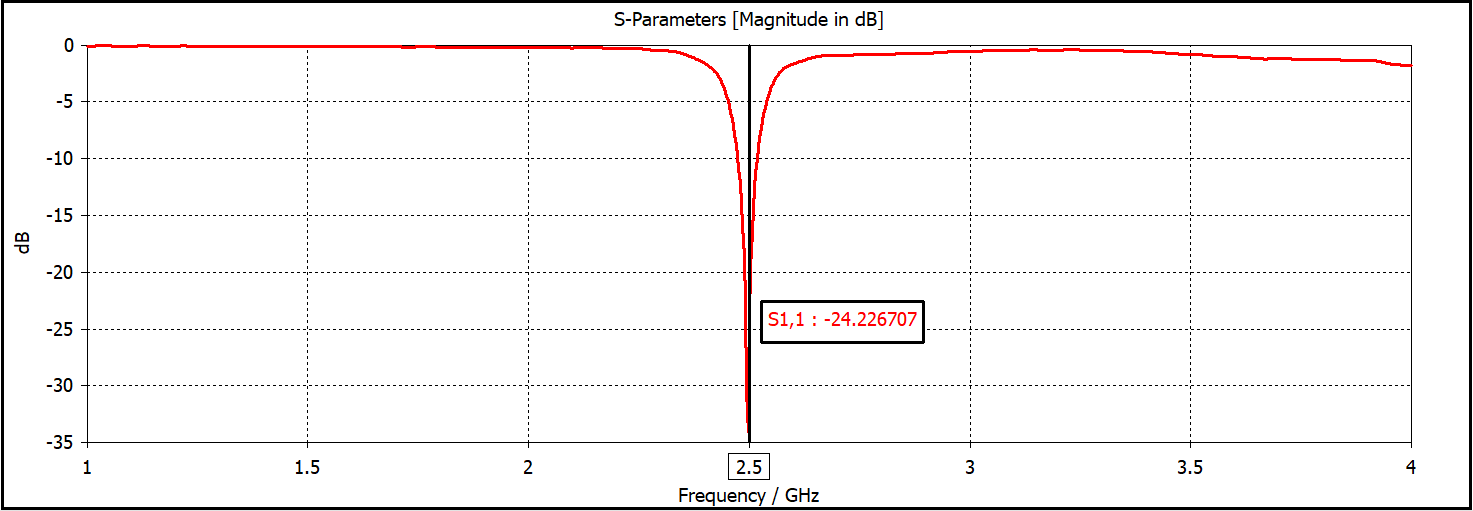 S-Parameters [Magnitude in dB]
0
-5
-10
-15
-20
-25
-30
-35
dB
S1,1 : -24.226707
1 1.5 2 2.5 3 3.5 4
Frequency / GHz